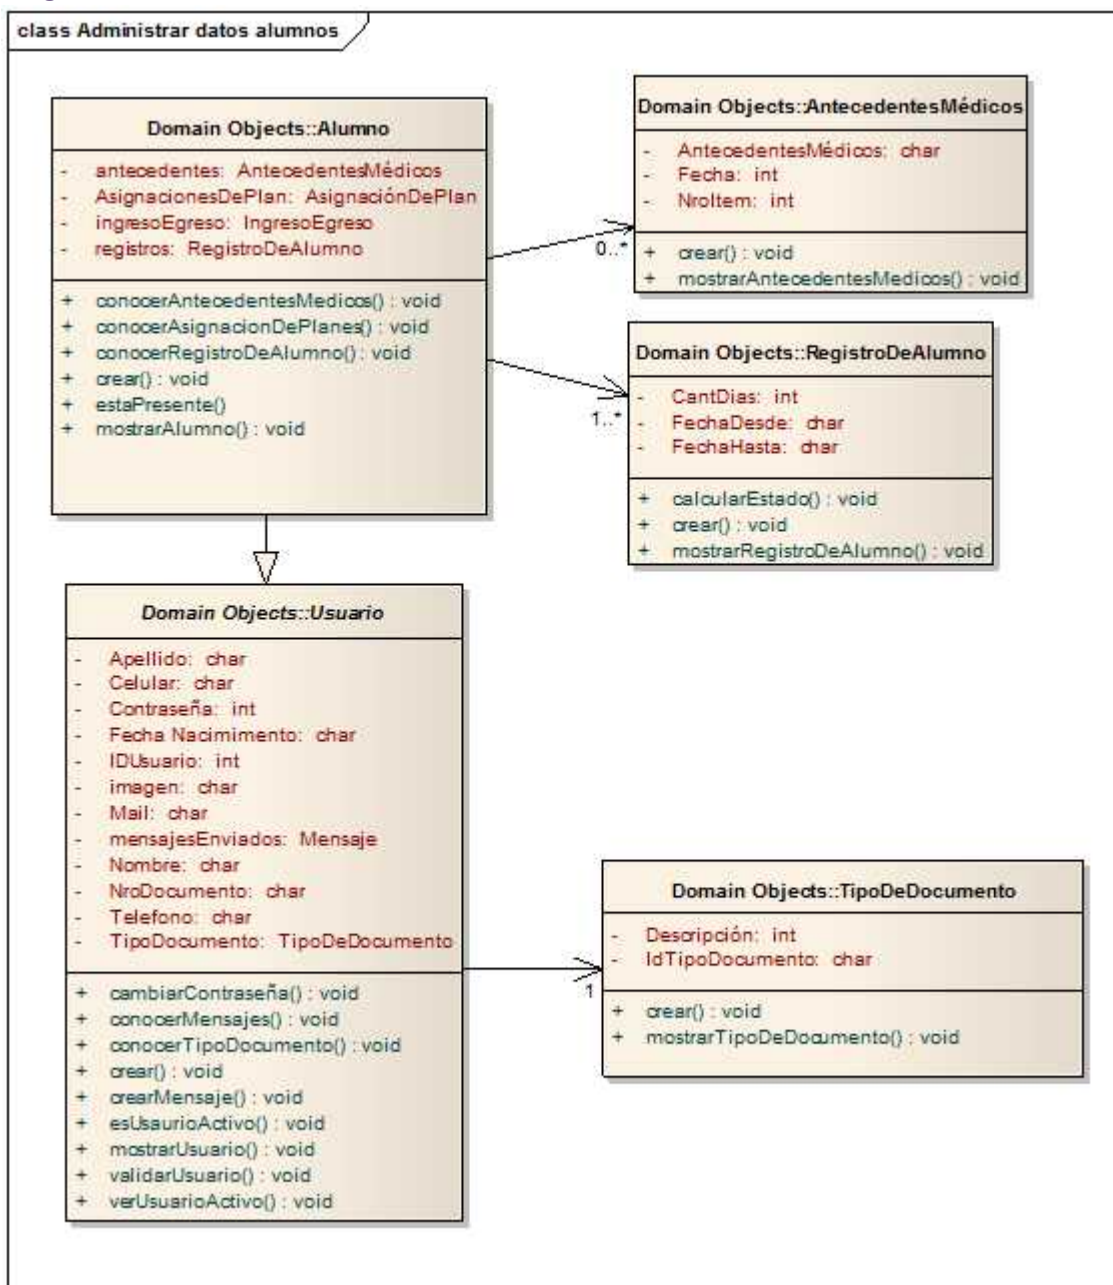 class Administrar datos alumnos
Domain Objects::Alumno
- antecedentes: AntecedentesMédicos
- AsignacionesDePlan: AsignaciónDePlan
- ingresoEgreso: IngresoEgreso
- registros: RegistroDeAlumno
+ conocerAntecedentesMedicos() : void
+ conocerAsignacionDePlanes() : void
+ conocerRegistroDeAlumno() : void
+ crear() : void
+ estaPresente()
+ mostrarAlumno() : void
Domain Objects::AntecedentesMédicos
- AntecedentesMédicos: char
- Fecha: int
- NroItem: int
+ crear() : void
+ mostrarAntecedentesMedicos() : void
0..*
Domain Objects::RegistroDeAlumno
- CantDias: int
- FechaDesde: char
- FechaHasta: char
+ calcularEstado() : void
+ crear() : void
+ mostrarRegistroDeAlumno() : void
1..*
Domain Objects::Usuario
- Apellido: char
- Celular: char
- Contraseña: int
- Fecha Nacimimento: char
- IDUsuario: int
- imagen: char
- Mail: char
- mensajesEnviados: Mensaje
- Nombre: char
- NroDocumento: char
- Telefono: char
- TipoDocumento: TipoDeDocumento
+ cambiarContraseña() : void
+ conocerMensajes() : void
+ conocerTipoDocumento() : void
+ crear() : void
+ crearMensaje() : void
+ esUsaurioActivo() : void
+ mostrarUsuario() : void
+ validarUsuario() : void
+ verUsuarioActivo() : void
Domain Objects::TipoDeDocumento
- Descripción: int
- IdTipoDocumento: char
+ crear() : void
+ mostrarTipoDeDocumento() : void
1